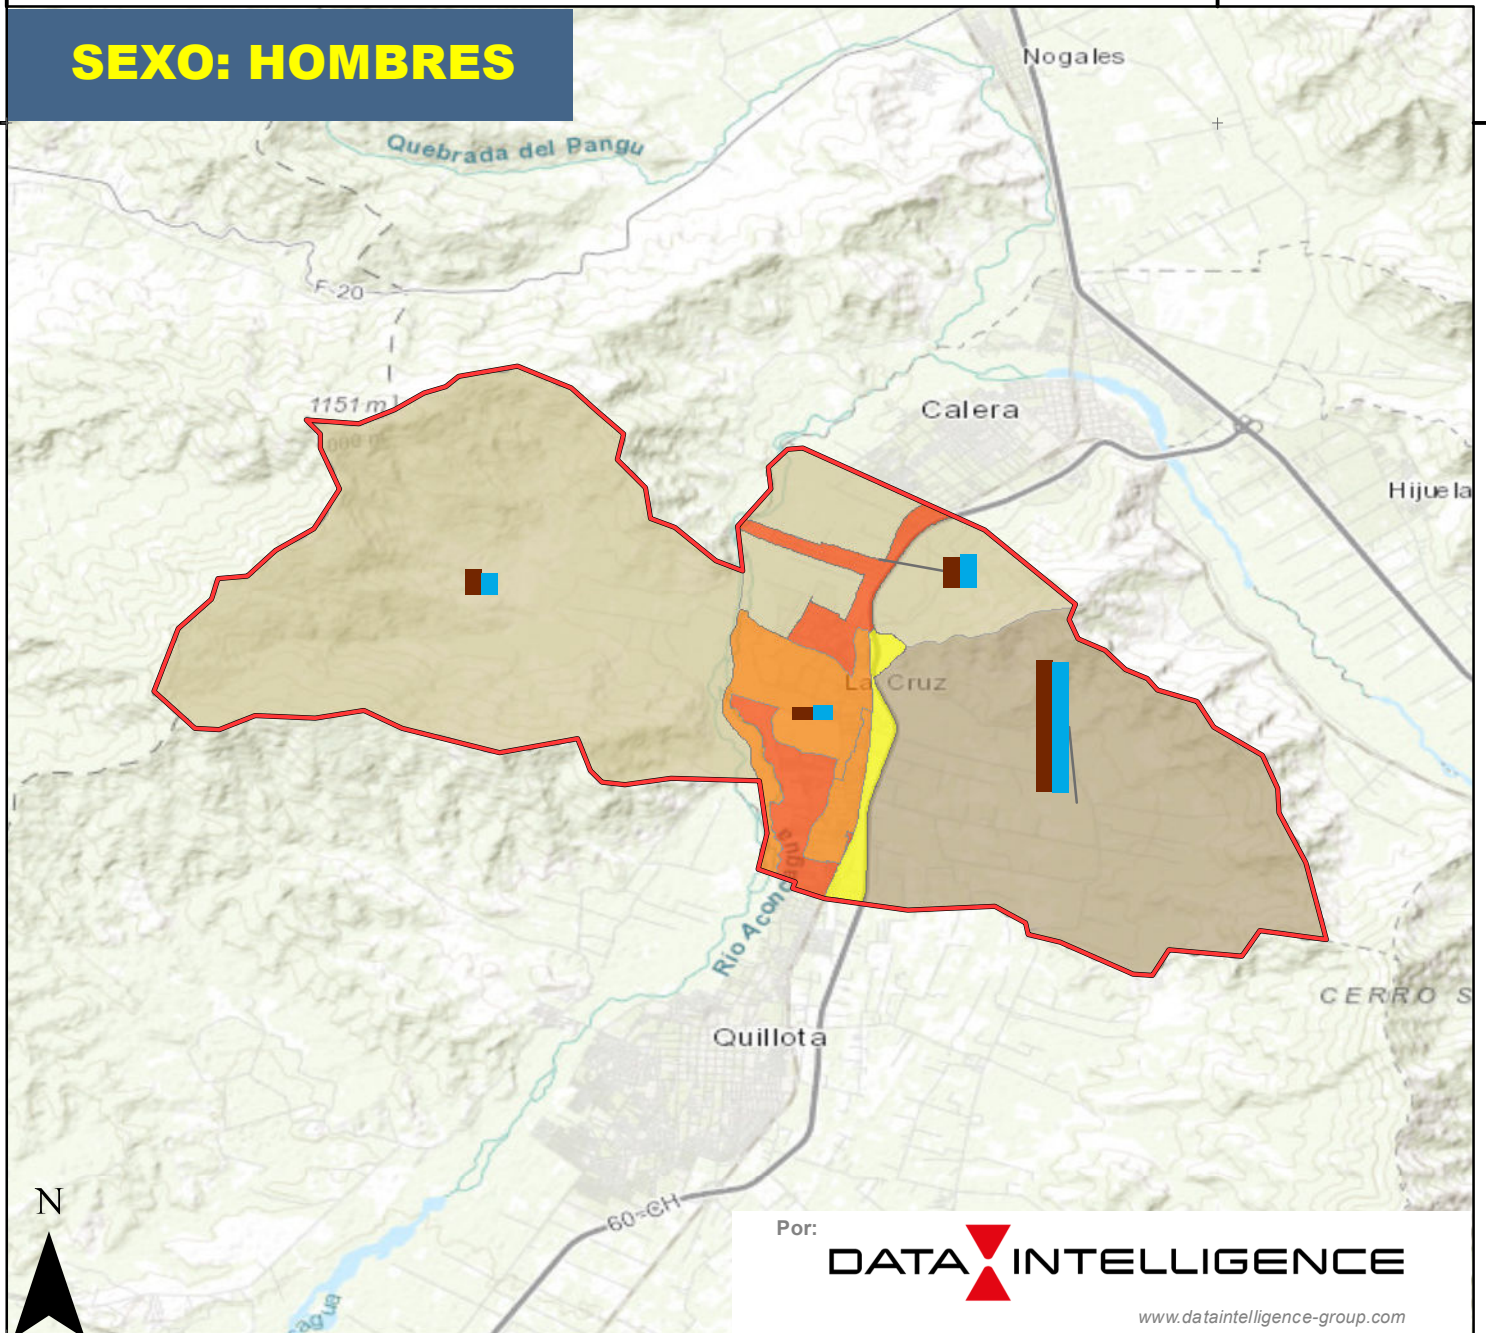 SEXO: HOMBRES
Nogales
Quebrada del Pangu
F-20
1151 m
Calera
Hijuela
La Cruz
Río Aconcagua
CERRO S
Quillota
60-CH
N
Por:
DATA INTELLIGENCE
www.dataintelligence-group.com
agua